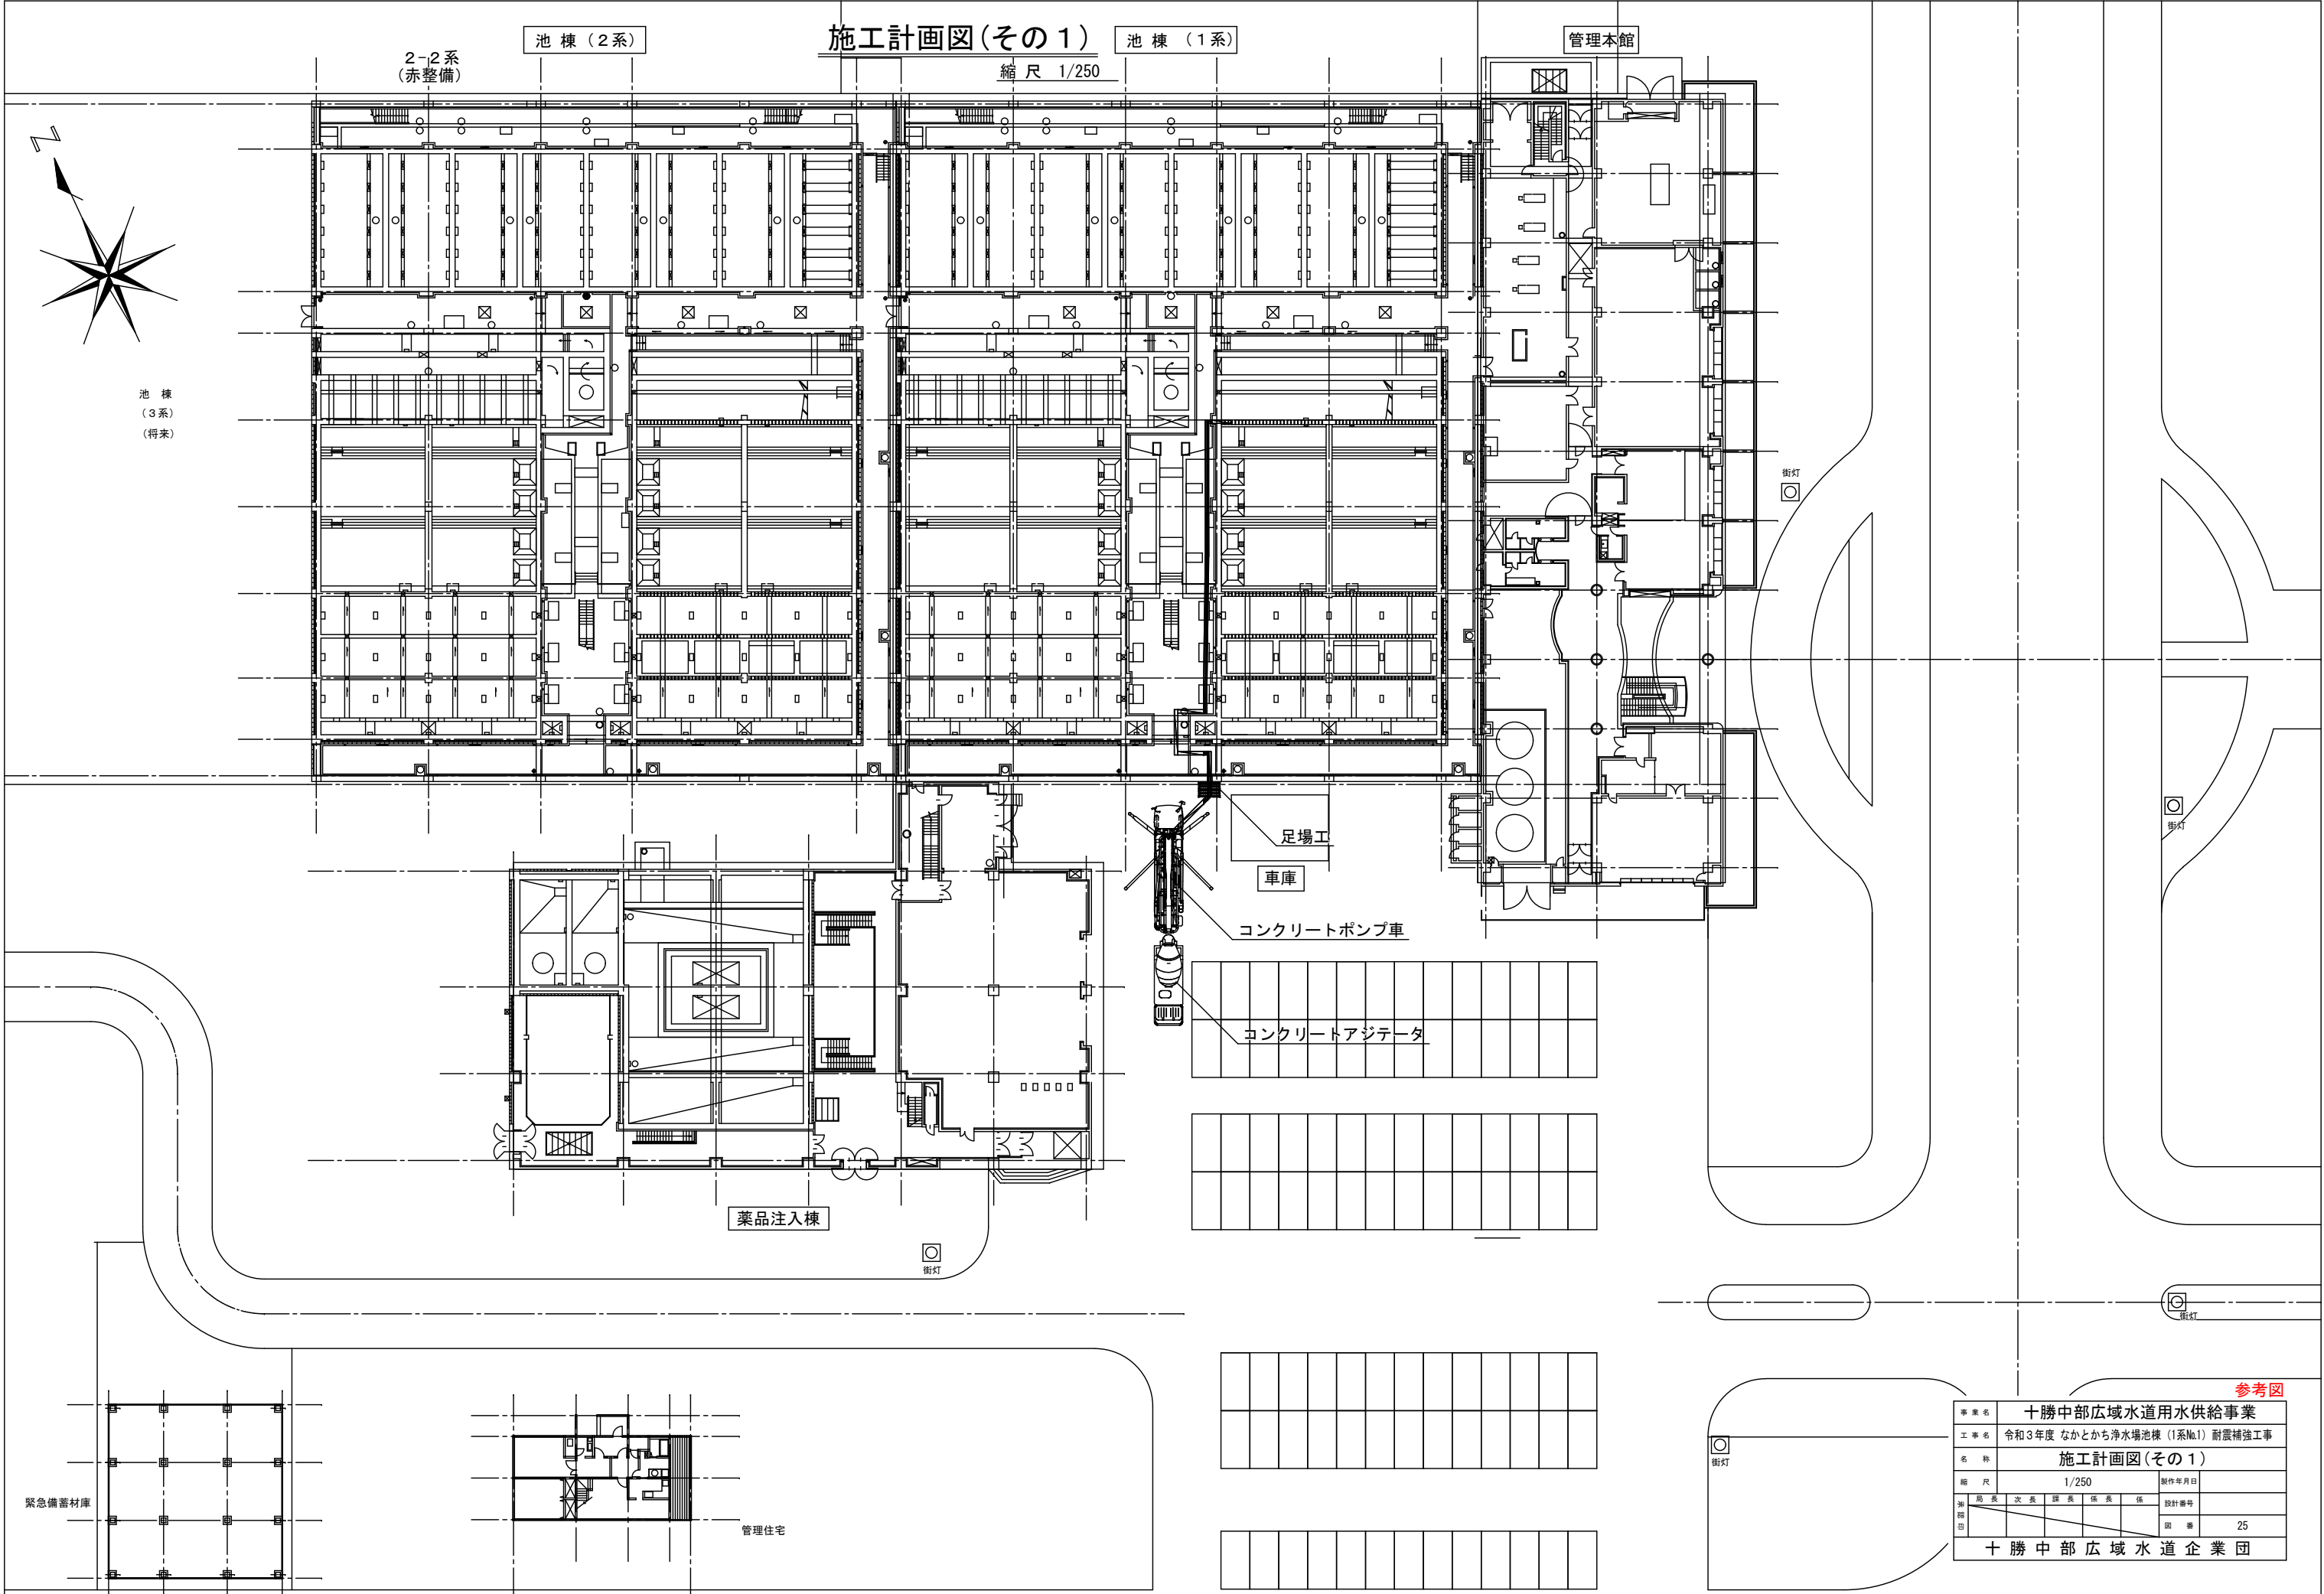 施工計画図(その１)
縮 尺 1/250
池 棟（２系）
池 棟 （１系）
管理本館
２-２系
（赤整備）
N
池 棟
（３系）
（将来）
街灯
街灯
足場工
車庫
コンクリートポンプ車
コンクリートアジテータ
薬品注入棟
街灯
街灯
街灯
緊急備蓄材庫
管理住宅
参考図
事 業 名 十勝中部広域水道用水供給事業
工 事 名 令和３年度 なかとかち浄水場池棟（1系№1）耐震補強工事
名 称 施工計画図(その１)
縮 尺 1/250 製作年月日
局 長 次 長 課 長 係 長 係 設計番号
図 番 25
十 勝 中 部 広 域 水 道 企 業 団